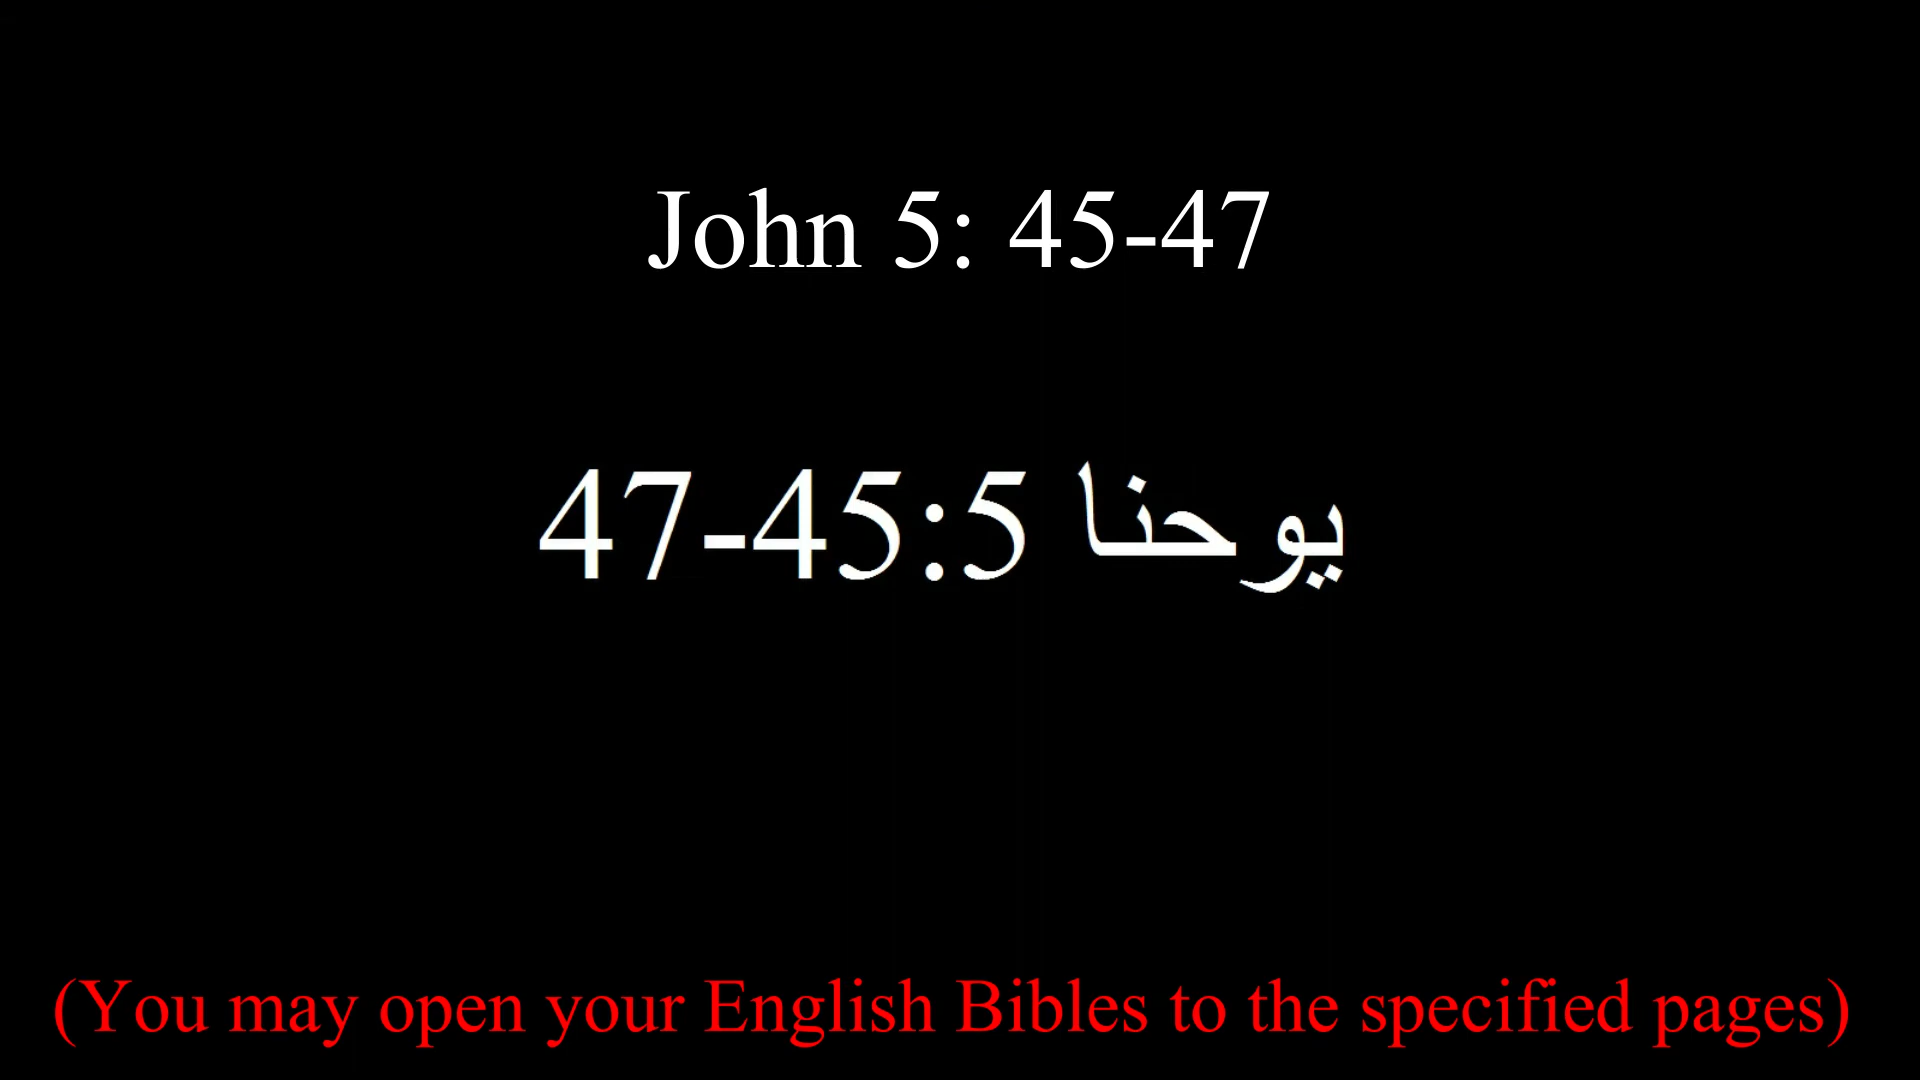 John 5: 45-47
يوحنا 5:45-47
(You may open your English Bibles to the specified pages)